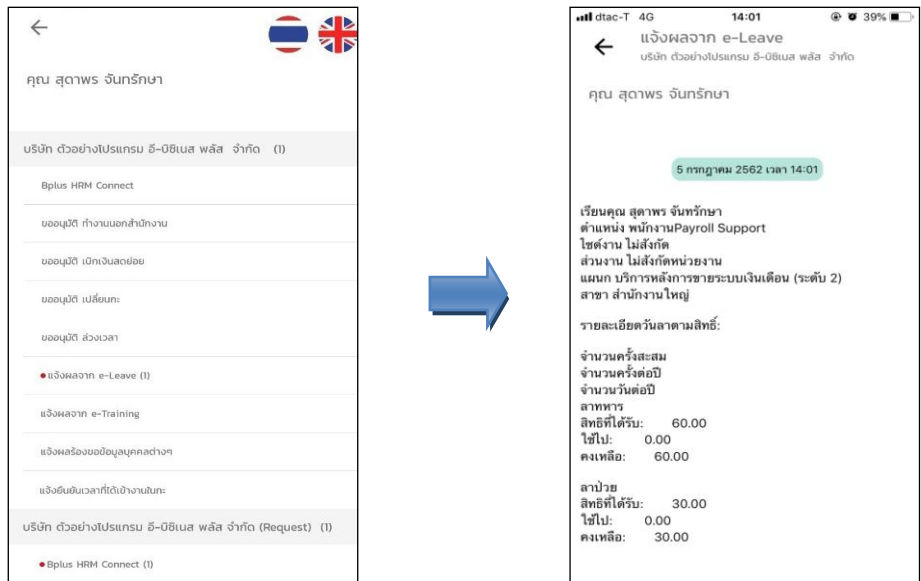 คุณ สุดาพร จันทรักษา
บริษัท ตัวอย่างโปรแกรม อี-บิซิเนส พลัส จำกัด (1)
Bplus HRM Connect
ขออนุมัติ ทำงานนอกสำนักงาน
ขออนุมัติ เบิกเงินสดย่อย
ขออนุมัติ เปลี่ยนกะ
ขออนุมัติ ล่วงเวลา
แจ้งผลจาก e-Leave (1)
แจ้งผลจาก e-Training
แจ้งผลร้องขอข้อมูลบุคคลต่างๆ
แจ้งยืนยันเวลาที่ได้เข้างานในกะ
บริษัท ตัวอย่างโปรแกรม อี-บิซิเนส พลัส จำกัด (Request) (1)
Bplus HRM Connect (1)
dtac-T 4G 14:01 39%
แจ้งผลจาก e-Leave
บริษัท ตัวอย่างโปรแกรม อี-บิซิเนส พลัส จำกัด
คุณ สุดาพร จันทรักษา
5 กรกฎาคม 2562 เวลา 14:01
เรียนคุณ สุดาพร จันทรักษา
ตำแหน่ง พนักงานPayroll Support
ไซต์งาน ไม่สังกัด
ส่วนงาน ไม่สังกัดหน่วยงาน
แผนก บริการหลังการขายระบบเงินเดือน (ระดับ 2)
สาขา สำนักงานใหญ่
รายละเอียดวันลาตามสิทธิ์:
จำนวนครั้งสะสม
จำนวนครั้งต่อปี
จำนวนวันต่อปี
ลาทหาร
สิทธิที่ได้รับ: 60.00
ใช้ไป: 0.00
คงเหลือ: 60.00
ลาป่วย
สิทธิที่ได้รับ: 30.00
ใช้ไป: 0.00
คงเหลือ: 30.00